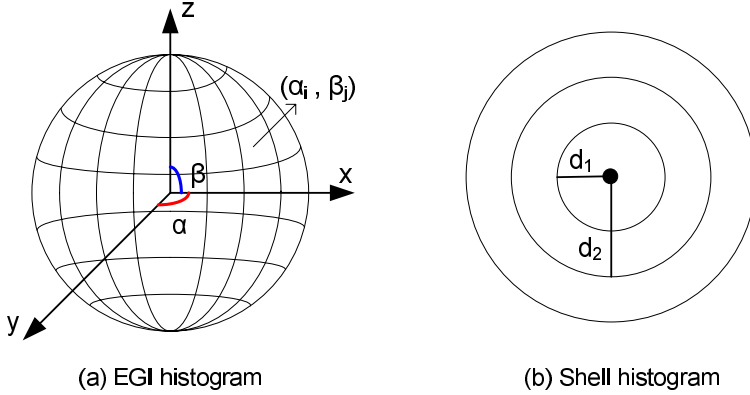 z
(αi , βj)
x
β
α
y
(a) EGI histogram
d1
d2
(b) Shell histogram